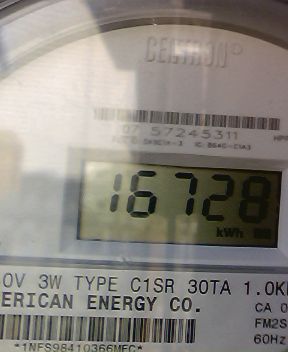 CENTRON®
07 57245311
16728
kWh
0V 3W TYPE C1SR 30TA 1.0K
ERICAN ENERGY CO.
CA 0
FM2S
60Hz
*1NFS98410366MEC*